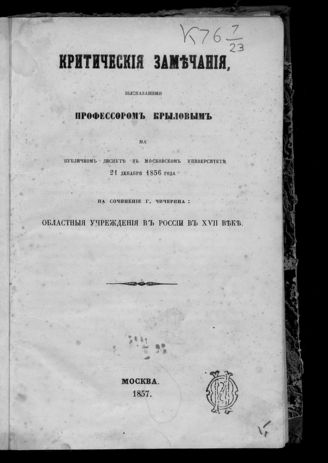 К76 7/23
КРИТИЧЕСКІЯ ЗАМѢЧАНІЯ,
ВЫСКАЗАННЫЯ
ПРОФЕССОРОМЪ КРЫЛОВЫМЪ
НА
ПУБЛИЧНОМЪ ДИСПУТѢ ВЪ МОСКОВСКОМЪ УНИВЕРСИТЕТѢ
21 ДЕКАБРЯ 1856 ГОДА
НА СОЧИНЕНІЕ Г. ЧИЧЕРИНА:
ОБЛАСТНЫЯ УЧРЕЖДЕНІЯ ВЪ РОССІИ ВЪ XVII ВѢКѢ.
МОСКВА.
1857.